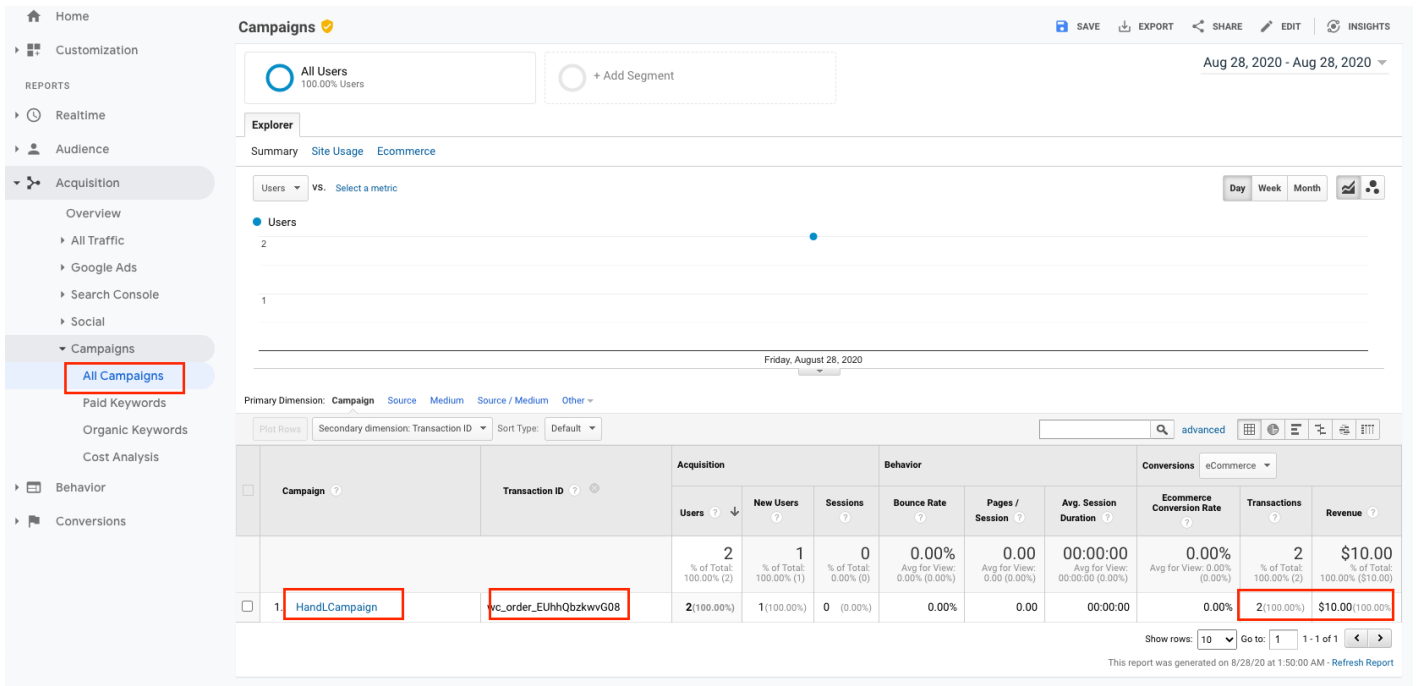 Home
Customization
REPORTS
Realtime
Audience
Acquisition
Overview
All Traffic
Google Ads
Search Console
Social
Campaigns
All Campaigns
Paid Keywords
Organic Keywords
Cost Analysis
Behavior
Conversions
Campaigns
SAVE EXPORT SHARE EDIT INSIGHTS
All Users
100.00% Users
+ Add Segment
Aug 28, 2020 - Aug 28, 2020
Explorer
Summary Site Usage Ecommerce
Users VS. Select a metric
Day Week Month
Users
2
1
Friday, August 28, 2020
Primary Dimension: Campaign Source Medium Source / Medium Other
Plot Rows Secondary dimension: Transaction ID Sort Type: Default advanced
Campaign ? Transaction ID ?
Acquisition Behavior Conversions eCommerce
Users ? New Users ? Sessions ? Bounce Rate ? Pages / Session ? Avg. Session Duration ? Ecommerce Conversion Rate ? Transactions ? Revenue ?
2 1 0 0.00% 0.00 00:00:00 0.00% 2 $10.00
% of Total: % of Total: % of Total: Avg for View: Avg for View: Avg for View: Avg for View: 0.00% % of Total: % of Total:
100.00% (2) 100.00% (1) 0.00% (0) 0.00% (0.00%) 0.00 (0.00%) 00:00:00 (0.00%) (0.00%) 100.00% (2) 100.00% ($10.00)
1. HandLCampaign wc_order_EUhhQbzkwvG08 2(100.00%) 1(100.00%) 0 (0.00%) 0.00% 0.00 00:00:00 0.00% 2(100.00%) $10.00(100.00%
Show rows: 10 Go to: 1 1 - 1 of 1
This report was generated on 8/28/20 at 1:50:00 AM - Refresh Report